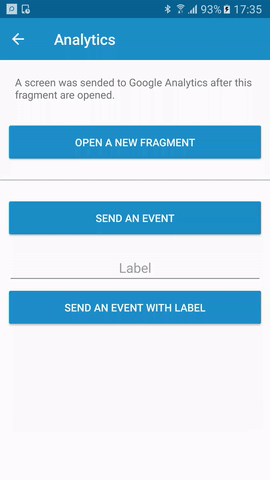 93% 17:35
Analytics
A screen was sended to Google Analytics after this
fragment are opened.
OPEN A NEW FRAGMENT
SEND AN EVENT
Label
SEND AN EVENT WITH LABEL